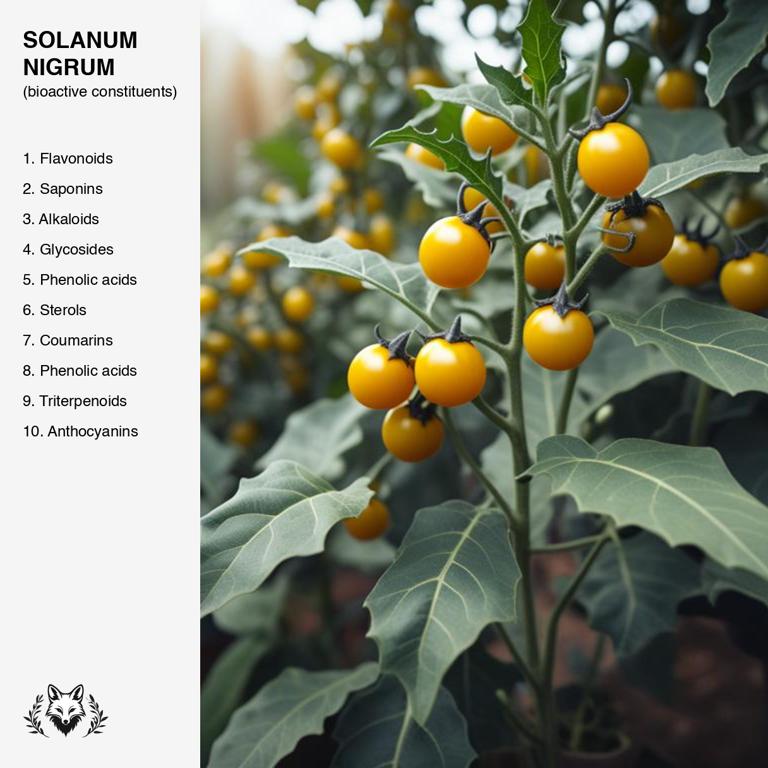 SOLANUM
NIGRUM
(bioactive constituents)
1. Flavonoids
2. Saponins
3. Alkaloids
4. Glycosides
5. Phenolic acids
6. Sterols
7. Coumarins
8. Phenolic acids
9. Triterpenoids
10. Anthocyanins